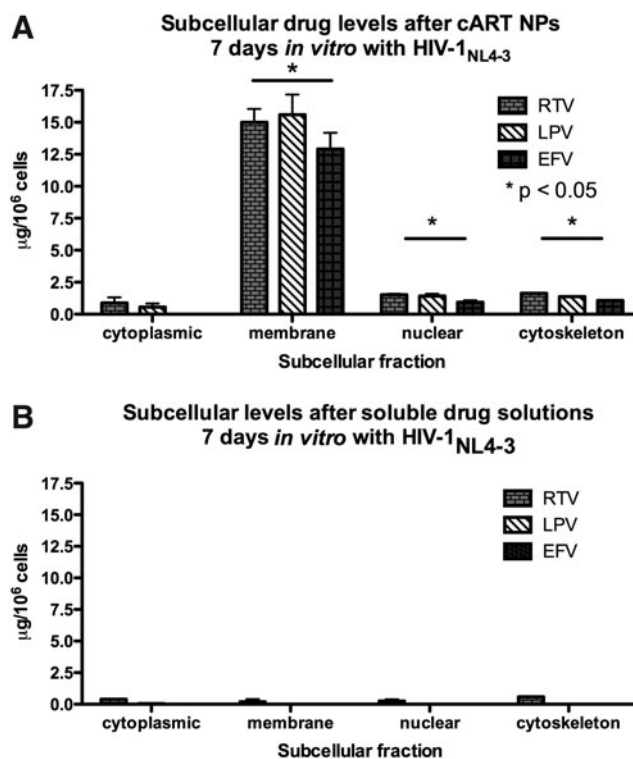 A
Subcellular drug levels after cART NPs
7 days in vitro with HIV-1NL4-3
17.5
15.0
12.5
10.0
7.5
5.0
2.5
0.0
µg/10⁶ cells
*
*
*
RTV
LPV
EFV
* p < 0.05
cytoplasmic membrane nuclear cytoskeleton
Subcellular fraction
B
Subcellular levels after soluble drug solutions
7 days in vitro with HIV-1NL4-3
17.5
15.0
12.5
10.0
7.5
5.0
2.5
0.0
µg/10⁶ cells
RTV
LPV
EFV
cytoplasmic membrane nuclear cytoskeleton
Subcellular fraction